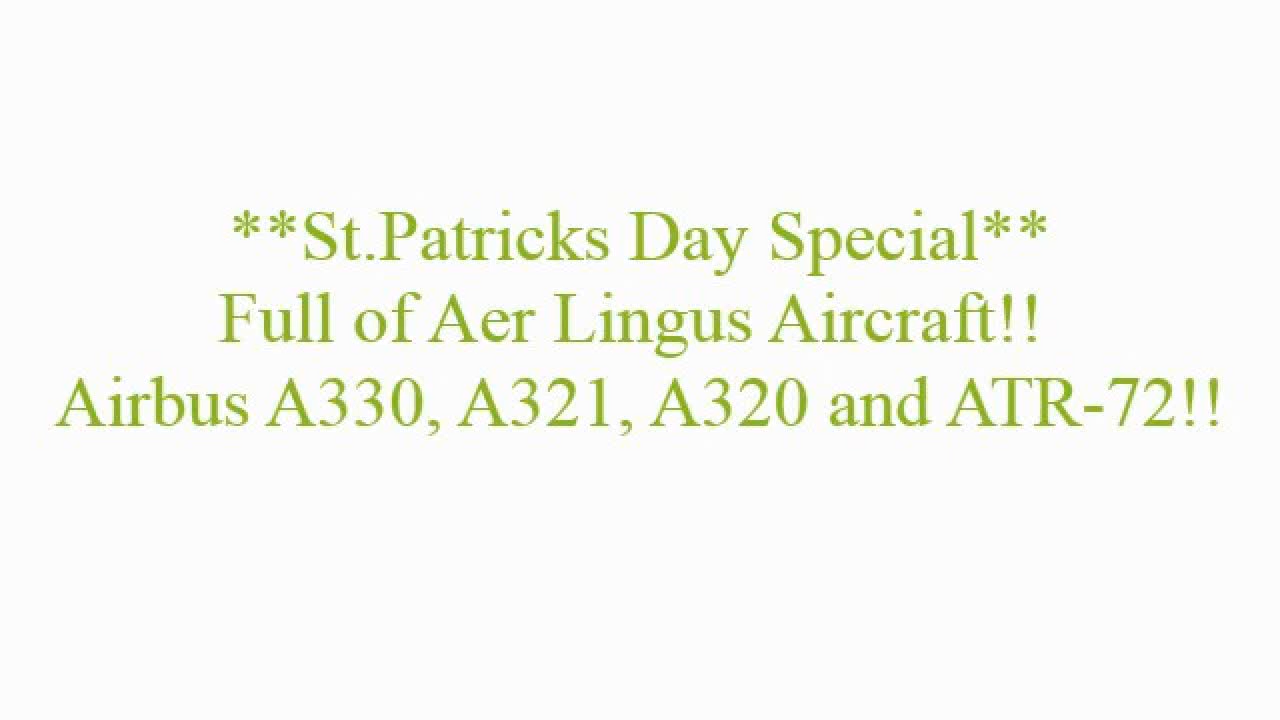 **St.Patricks Day Special**
Full of Aer Lingus Aircraft!!
Airbus A330, A321, A320 and ATR-72!!